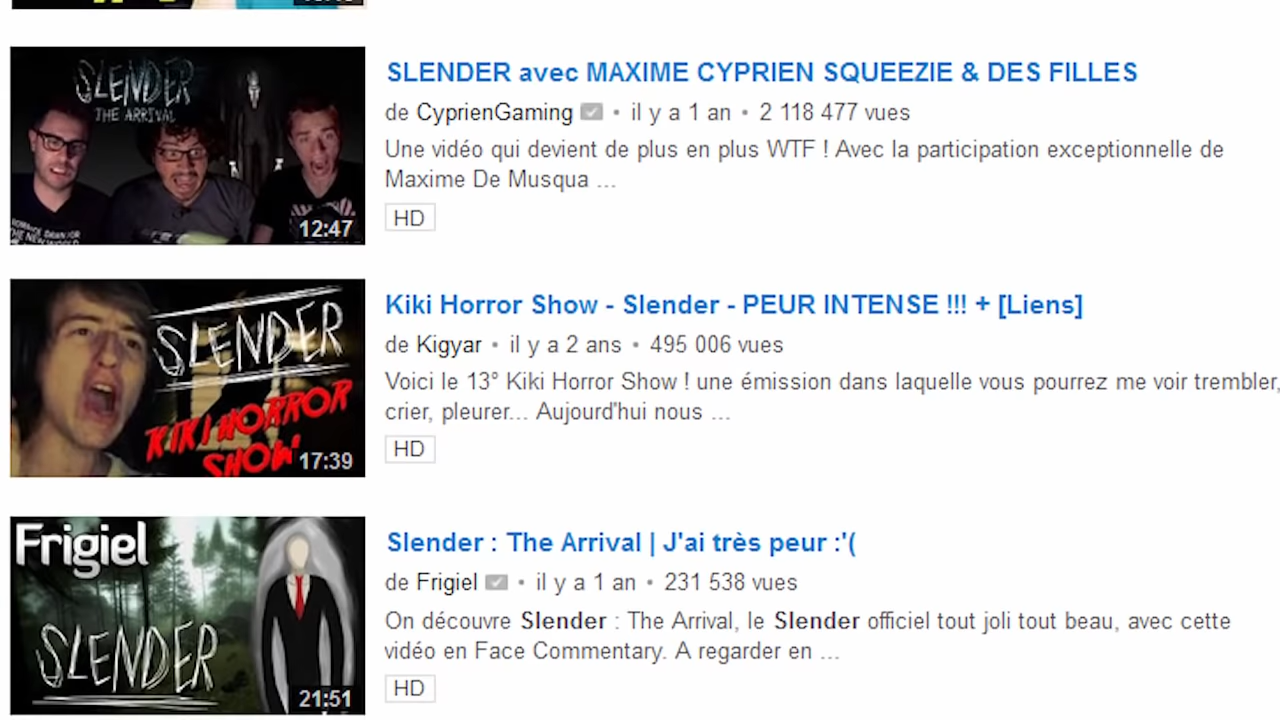 SLENDER
THE ARRIVAL
THE NEW WORLD
12:47
SLENDER avec MAXIME CYPRIEN SQUEEZIE & DES FILLES
de CyprienGaming • il y a 1 an • 2 118 477 vues
Une vidéo qui devient de plus en plus WTF ! Avec la participation exceptionnelle de
Maxime De Musqua ...
HD
SLENDER
KIKI HORROR
SHOW
17:39
Kiki Horror Show - Slender - PEUR INTENSE !!! + [Liens]
de Kigyar • il y a 2 ans • 495 006 vues
Voici le 13° Kiki Horror Show ! une émission dans laquelle vous pourrez me voir trembler,
crier, pleurer... Aujourd'hui nous ...
HD
Frigiel
SLENDER
21:51
Slender : The Arrival | J'ai très peur :'(
de Frigiel • il y a 1 an • 231 538 vues
On découvre Slender : The Arrival, le Slender officiel tout joli tout beau, avec cette
vidéo en Face Commentary. A regarder en ...
HD